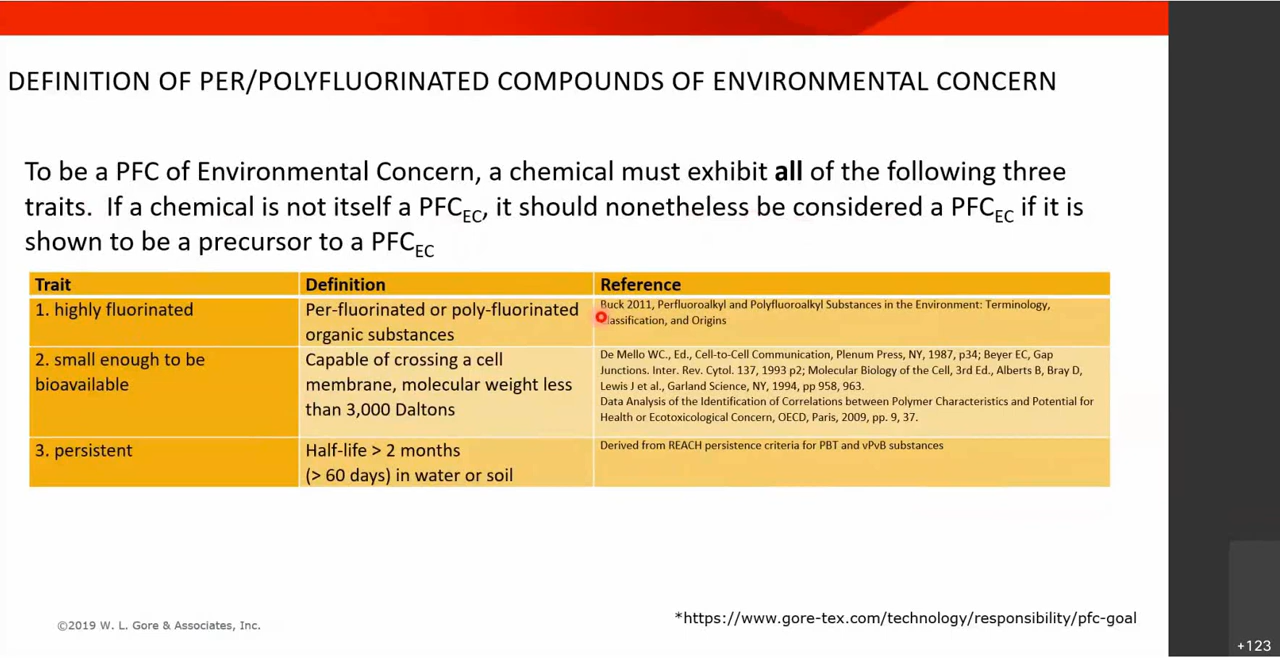 DEFINITION OF PER/POLYFLUORINATED COMPOUNDS OF ENVIRONMENTAL CONCERN
To be a PFC of Environmental Concern, a chemical must exhibit all of the following three
traits. If a chemical is not itself a PFCEC, it should nonetheless be considered a PFCEC if it is
shown to be a precursor to a PFCEC
Trait
Definition
Reference
1. highly fluorinated
Per-fluorinated or poly-fluorinated
organic substances
Buck 2011, Perfluoroalkyl and Polyfluoroalkyl Substances in the Environment: Terminology,
lassification, and Origins
2. small enough to be
bioavailable
Capable of crossing a cell
membrane, molecular weight less
than 3,000 Daltons
De Mello WC., Ed., Cell-to-Cell Communication, Plenum Press, NY, 1987, p34; Beyer EC, Gap
Junctions. Inter. Rev. Cytol. 137, 1993 p2; Molecular Biology of the Cell, 3rd Ed., Alberts B, Bray D,
Lewis J et al., Garland Science, NY, 1994, pp 958, 963.
Data Analysis of the Identification of Correlations between Polymer Characteristics and Potential for
Health or Ecotoxicological Concern, OECD, Paris, 2009, pp. 9, 37.
3. persistent
Half-life > 2 months
(> 60 days) in water or soil
Derived from REACH persistence criteria for PBT and vPvB substances
©2019 W. L. Gore & Associates, Inc.
*https://www.gore-tex.com/technology/responsibility/pfc-goal
+123